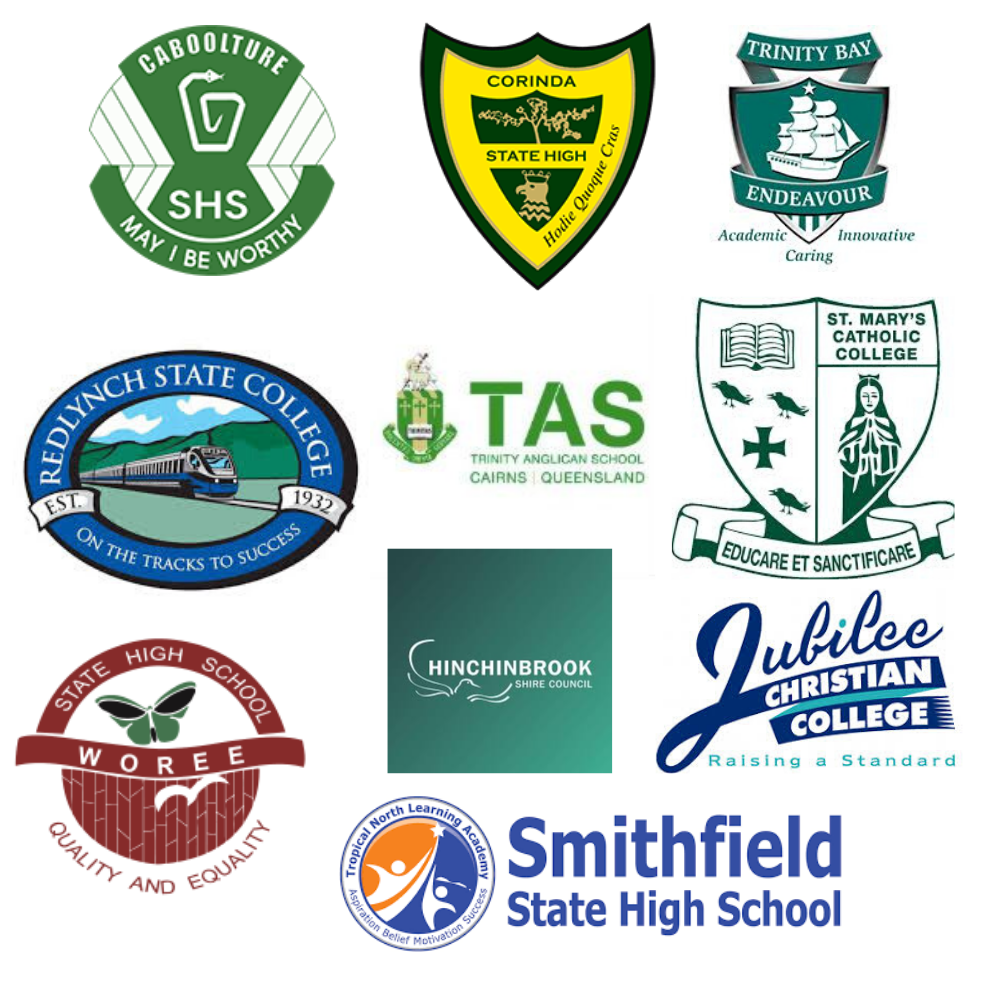 CABOOLTURE
SHS
MAY I BE WORTHY
CORINDA
STATE HIGH
Hodie Quoque Cras
TRINITY BAY
ENDEAVOUR
Academic Innovative
Caring
REDLYNCH STATE COLLEGE
EST. 1932
ON THE TRACKS TO SUCCESS
TAS
TRINITY ANGLICAN SCHOOL
CAIRNS | QUEENSLAND
ST. MARY'S
CATHOLIC
COLLEGE
EDUCARE ET SANCTIFICARE
STATE HIGH SCHOOL
WOREE
QUALITY AND EQUALITY
HINCHINBROOK
SHIRE COUNCIL
Jubilee
CHRISTIAN
COLLEGE
Raising a Standard
Tropical North Learning Academy
Aspiration Belief Motivation Success
Smithfield
State High School